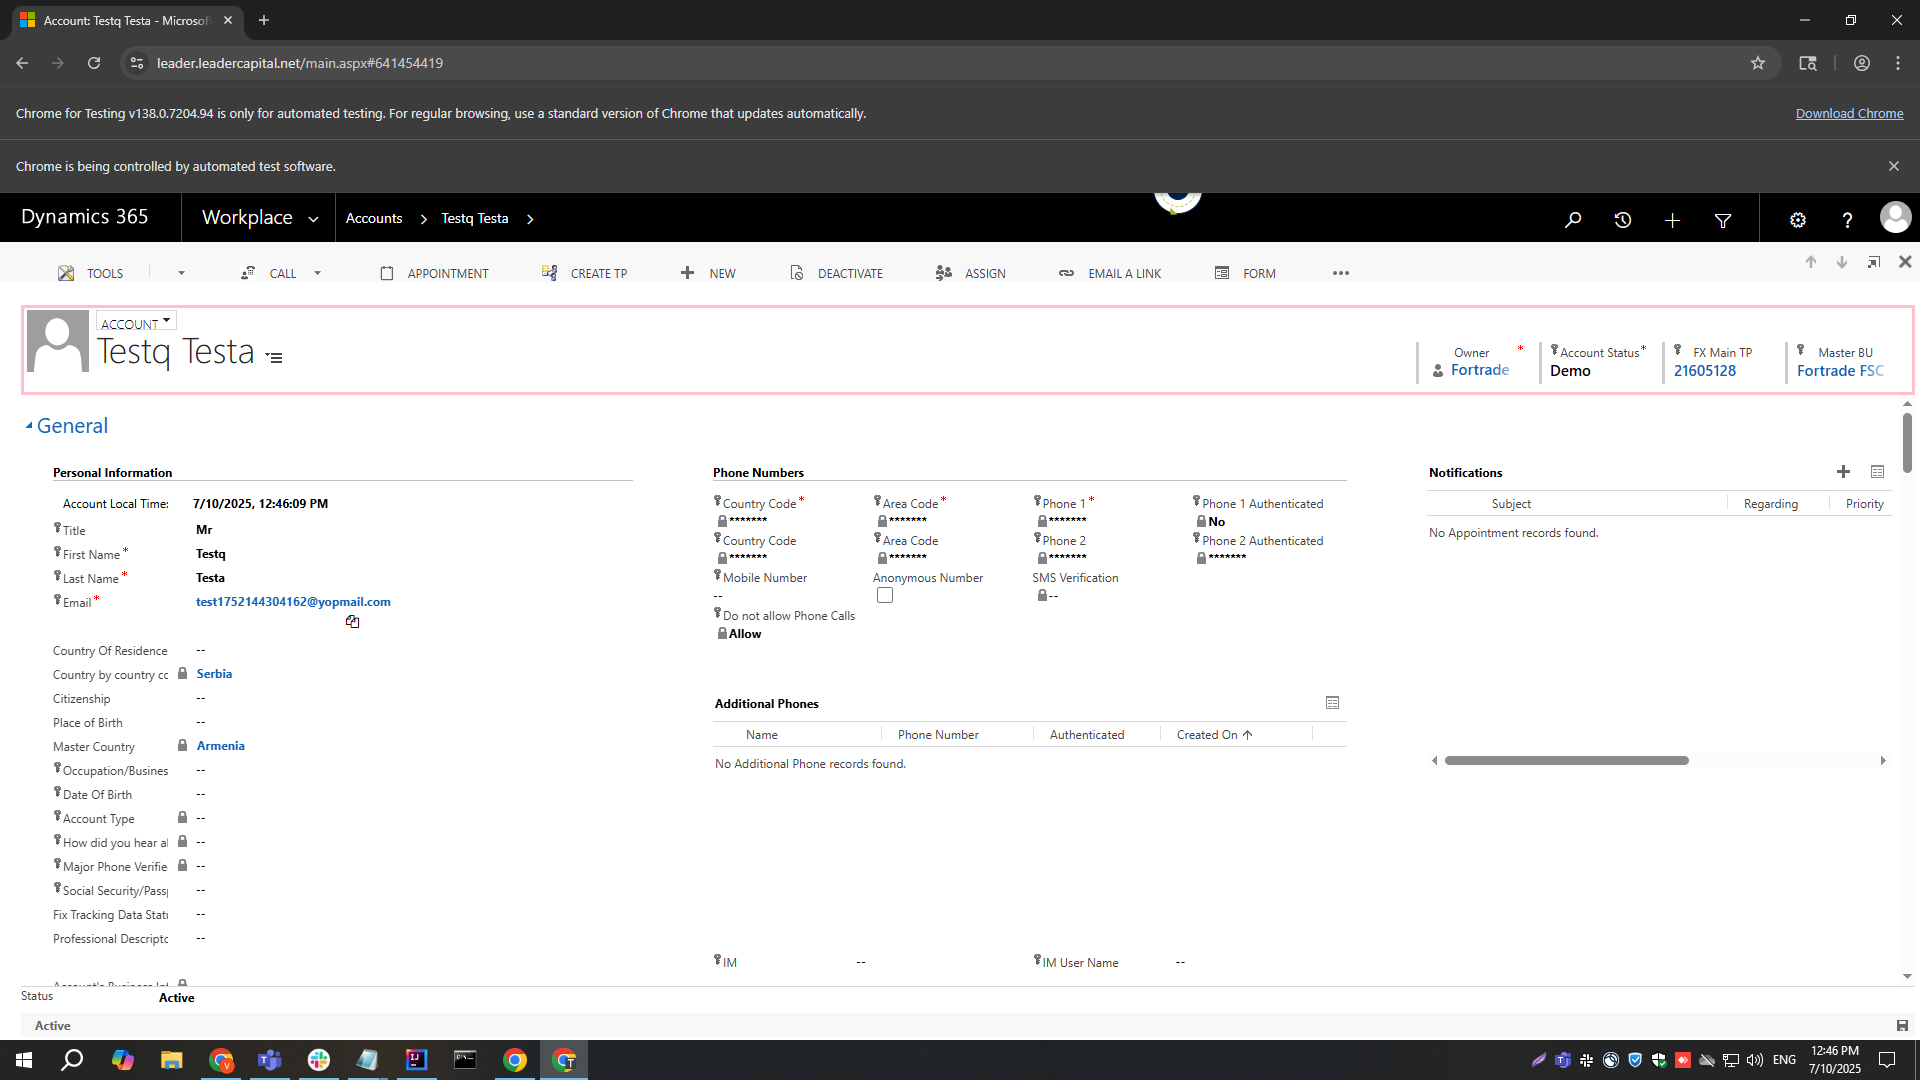 Account: Testq Testa - Microsof
leader.leadercapital.net/main.aspx#641454419
Chrome for Testing v138.0.7204.94 is only for automated testing. For regular browsing, use a standard version of Chrome that updates automatically.
Download Chrome
Chrome is being controlled by automated test software.
Dynamics 365
Workplace
Accounts
Testq Testa
TOOLS
CALL
APPOINTMENT
CREATE TP
NEW
DEACTIVATE
ASSIGN
EMAIL A LINK
FORM
ACCOUNT
Testq Testa
Owner *
Fortrade
Account Status *
Demo
FX Main TP
21605128
Master BU
Fortrade FSC
General
Personal Information
Account Local Time: 7/10/2025, 12:46:09 PM
Title Mr
First Name * Testq
Last Name * Testa
Email * test1752144304162@yopmail.com
Country Of Residence --
Country by country cc Serbia
Citizenship --
Place of Birth --
Master Country Armenia
Occupation/Busines --
Date Of Birth --
Account Type --
How did you hear a --
Major Phone Verifie --
Social Security/Pass --
Fix Tracking Data Stat --
Professional Descripto --
Phone Numbers
Country Code * Area Code * Phone 1 * Phone 1 Authenticated
******* ******* ******* No
Country Code Area Code Phone 2 Phone 2 Authenticated
******* ******* ******* *******
Mobile Number Anonymous Number SMS Verification
-- --
Do not allow Phone Calls
Allow
Additional Phones
Name Phone Number Authenticated Created On
No Additional Phone records found.
IM -- IM User Name --
Notifications
Subject Regarding Priority
No Appointment records found.
Status Active
Active
ENG
12:46 PM
7/10/2025